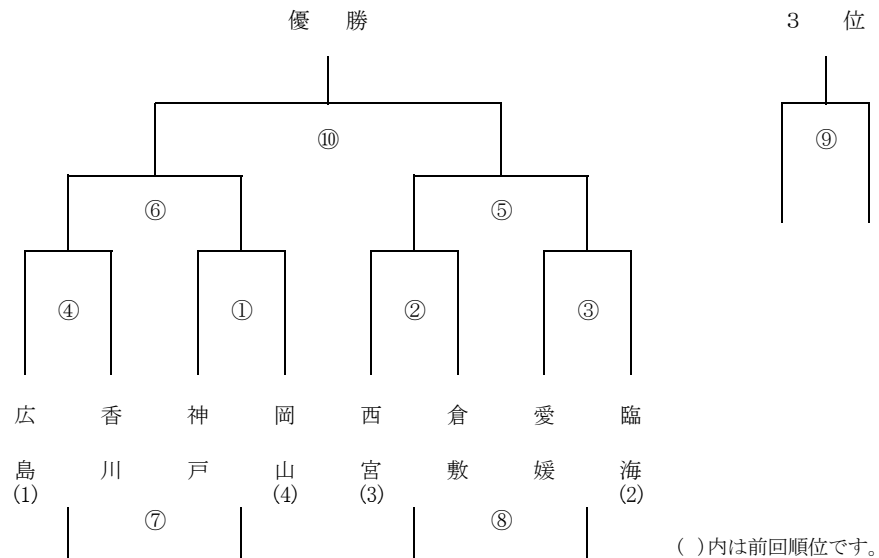 優　勝
３　位
⑩
⑨
⑥
⑤
④
①
②
③
広島(1)
香川
神戸
岡山(4)
西宮(3)
倉敷
愛媛
臨海(2)
⑦
⑧
( )内は前回順位です。